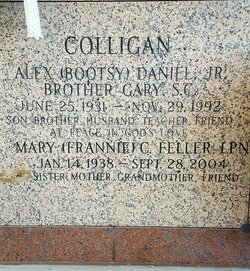 COLLIGAN
ALEX (BOOTSY) DANIEL, JR.
BROTHER GARY, S.C.
JUNE 25, 1931 — NOV. 29, 1992
SON, BROTHER, HUSBAND, TEACHER, FRIEND
AT PEACE IN GOD'S LOVE
MARY (FRANNIE) C. FELLER, LPN
JAN. 14, 1938 — SEPT. 28, 2004
SISTER, MOTHER, GRANDMOTHER, FRIEND